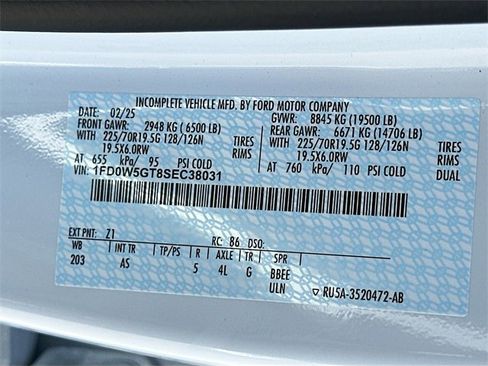 INCOMPLETE VEHICLE MFD. BY FORD MOTOR COMPANY
DATE: 02/25 GVWR: 8845 KG (19500 LB)
FRONT GAWR: 2948 KG (6500 LB) REAR GAWR: 6671 KG (14706 LB)
WITH 225/70R19.5G 128/126N TIRES WITH 225/70R19.5G 128/126N TIRES
19.5X6.0RW RIMS 19.5X6.0RW RIMS
AT 655 kPa/ 95 PSI COLD AT 760 kPa/ 110 PSI COLD
VIN: 1FD0W5GT8SEC38031
EXT PNT: Z1 RC: 86 DSO:
WB INT TR TP/PS R AXLE TR SPR
203 AS 5 4L G BBEE
ULN ▽ RU5A-3520472-AB